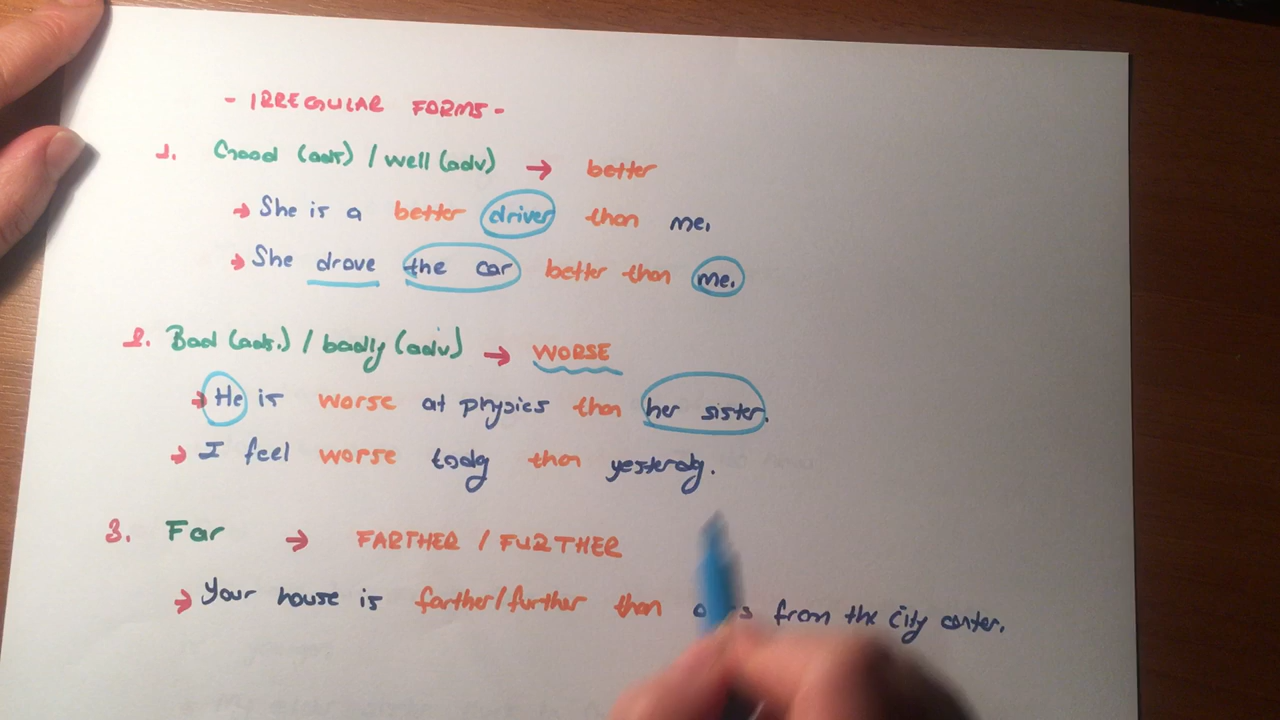 - IRREGULAR FORMS -
1. Good (adj) / well (adv) → better
→ She is a better driver than me.
→ She drove the car better than me.
2. Bad (adj.) / badly (adv) → WORSE
→ He is worse at physics than her sister.
→ I feel worse today than yesterday.
3. Far → FARTHER / FURTHER
→ Your house is farther/further than from the city center.